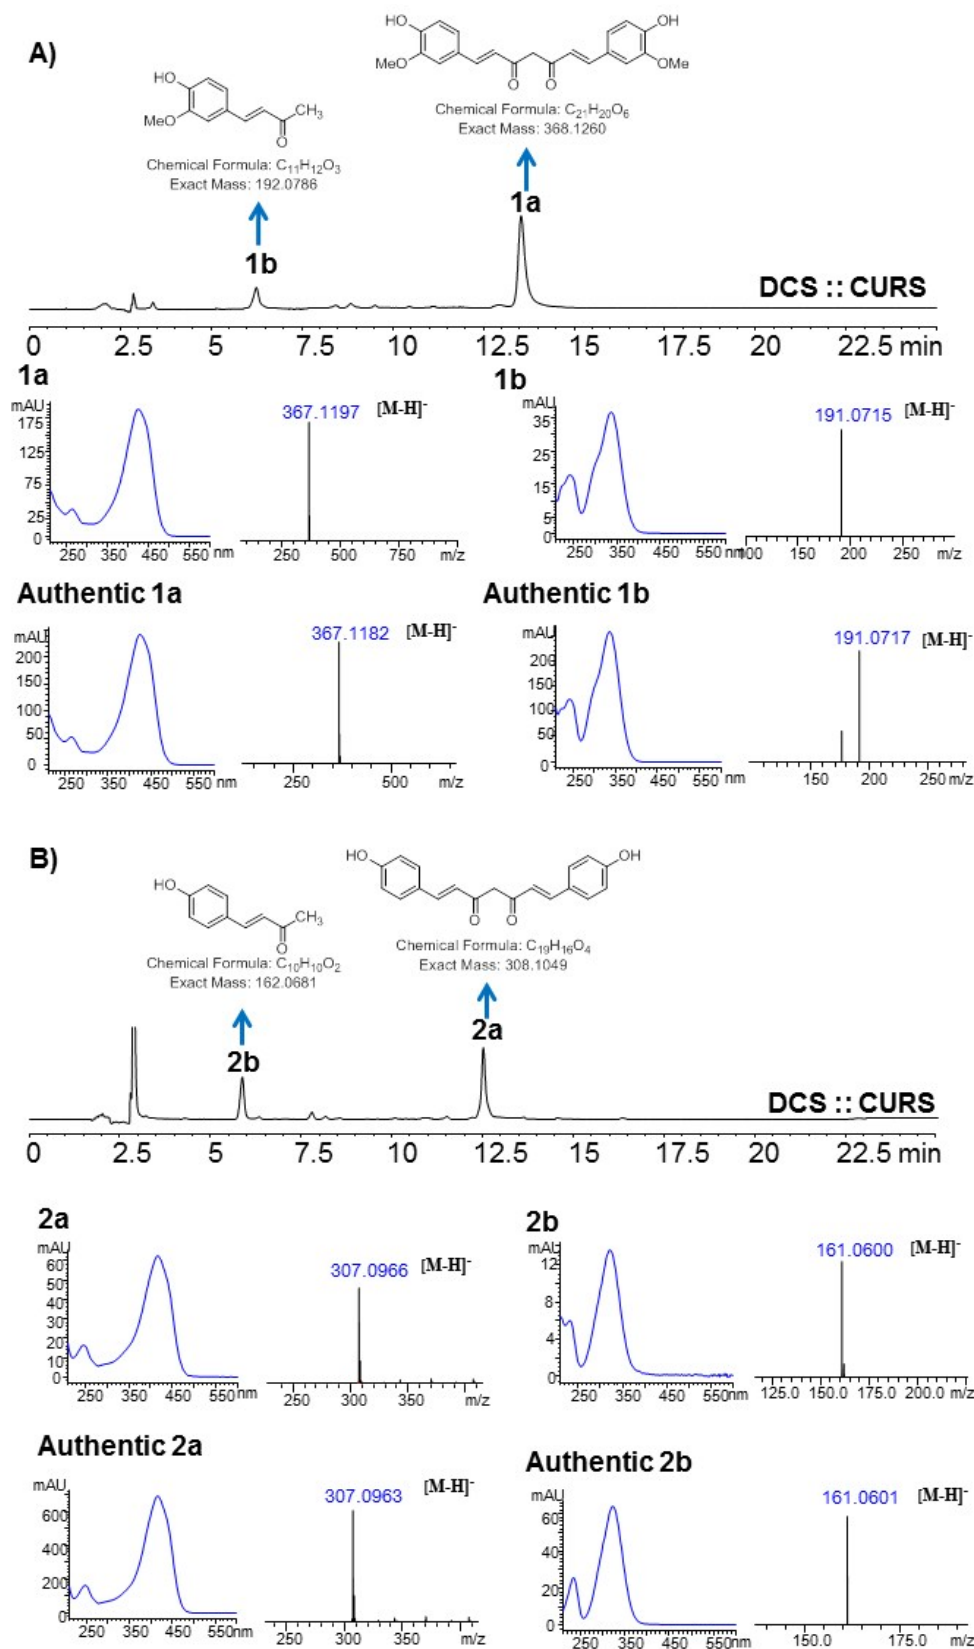 A)
HO
OH
MeO
OMe
O
O
Chemical Formula: C₂₁H₂₀O₆
Exact Mass: 368.1260
HO
MeO
CH₃
O
Chemical Formula: C₁₁H₁₂O₃
Exact Mass: 192.0786
1a
1b
DCS :: CURS
0 2.5 5 7.5 10 12.5 15 17.5 20 22.5 min
1a
mAU
175
125
75
25
0
250 350 450 550 nm
367.1197 [M-H]⁻
250 500 750 m/z
1b
mAU
35
25
15
5
0
250 350 550 nm
191.0715 [M-H]⁻
100 150 200 250 m/z
Authentic 1a
mAU
200
150
100
50
0
250 350 450 550 nm
367.1182 [M-H]⁻
250 500 m/z
Authentic 1b
mAU
200
150
100
50
0
250 350 450 550 nm
191.0717 [M-H]⁻
150 200 250 m/z
B)
HO
OH
O
O
Chemical Formula: C₁₉H₁₆O₄
Exact Mass: 308.1049
HO
CH₃
O
Chemical Formula: C₁₀H₁₀O₂
Exact Mass: 162.0681
2a
2b
DCS :: CURS
0 2.5 5 7.5 10 12.5 15 17.5 20 22.5 min
2a
mAU
60
50
40
30
20
10
0
250 350 450 550 nm
307.0966 [M-H]⁻
250 300 350 m/z
2b
mAU
12
8
4
0
250 350 450 550 nm
161.0600 [M-H]⁻
125.0 150.0 175.0 200.0 m/z
Authentic 2a
mAU
600
400
200
0
250 350 450 550 nm
307.0963 [M-H]⁻
250 300 350 m/z
Authentic 2b
mAU
60
40
20
0
250 350 450 550 nm
161.0601 [M-H]⁻
150.0 175.0 m/z